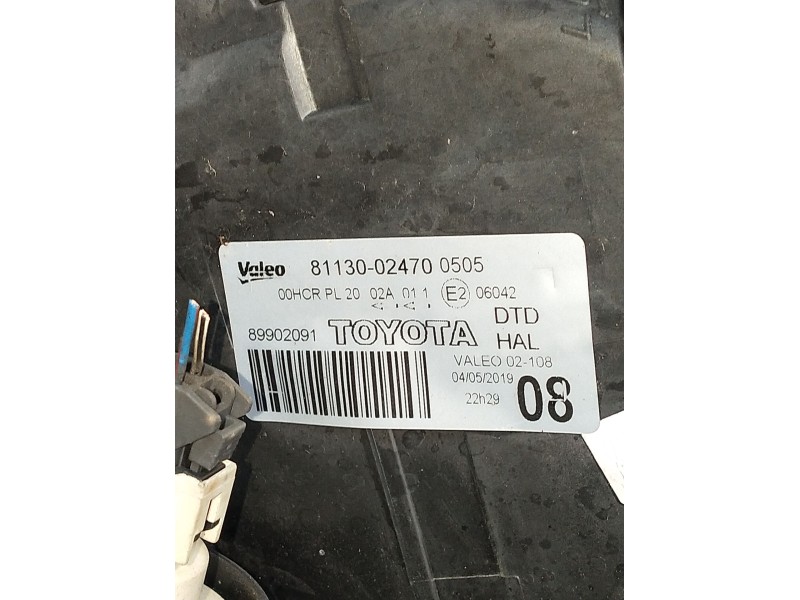 Valeo 81130-02470 0505
00HCR PL 20 02A 01 1 E2 06042
89902091 TOYOTA DTD
HAL
VALEO 02-108
04/05/2019
22h29
08